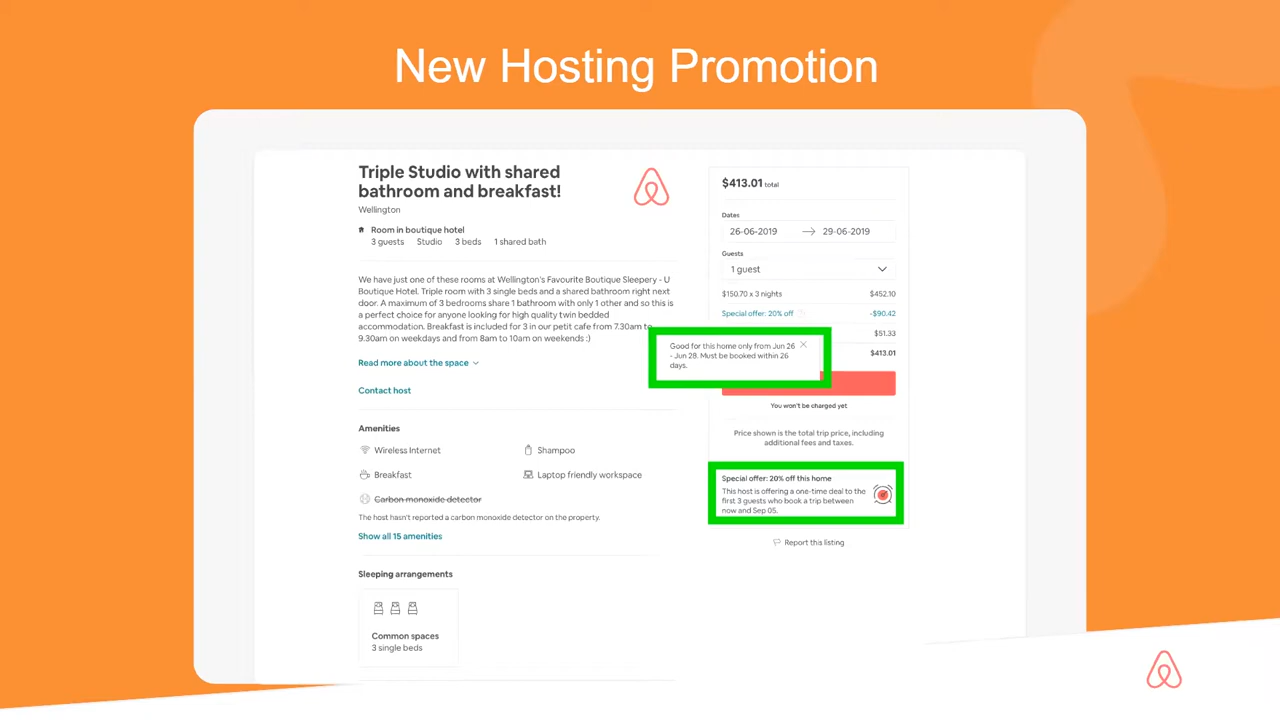 New Hosting Promotion
Triple Studio with shared
bathroom and breakfast!
Wellington
Room in boutique hotel
3 guests Studio 3 beds 1 shared bath
We have just one of these rooms at Wellington's Favourite Boutique Sleepery - U
Boutique Hotel. Triple room with 3 single beds and a shared bathroom right next
door. A maximum of 3 bedrooms share 1 bathroom with only 1 other and so this is
a perfect choice for anyone looking for high quality twin bedded
accommodation. Breakfast is included for 3 in our petit cafe from 7.30am to
9.30am on weekdays and from 8am to 10am on weekends :)
Read more about the space
Contact host
Amenities
Wireless Internet
Shampoo
Breakfast
Laptop friendly workspace
Carbon monoxide detector
The host hasn't reported a carbon monoxide detector on the property.
Show all 15 amenities
Sleeping arrangements
Common spaces
3 single beds
$413.01 total
Dates
26-06-2019 → 29-06-2019
Guests
1 guest
$150.70 x 3 nights $452.10
Special offer: 20% off -$90.42
$51.33
$413.01
Good for this home only from Jun 26
- Jun 28. Must be booked within 26
days.
You won't be charged yet
Price shown is the total trip price, including
additional fees and taxes.
Special offer: 20% off this home
This host is offering a one-time deal to the
first 3 guests who book a trip between
now and Sep 05.
Report this listing